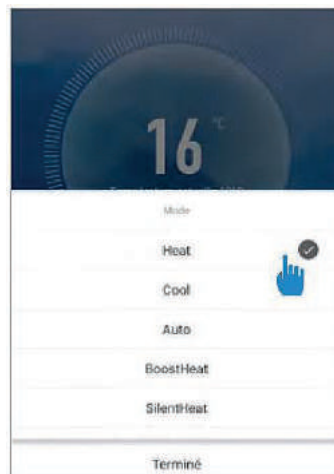 16 °C
Mode
Heat
Cool
Auto
BoostHeat
SilentHeat
Terminé